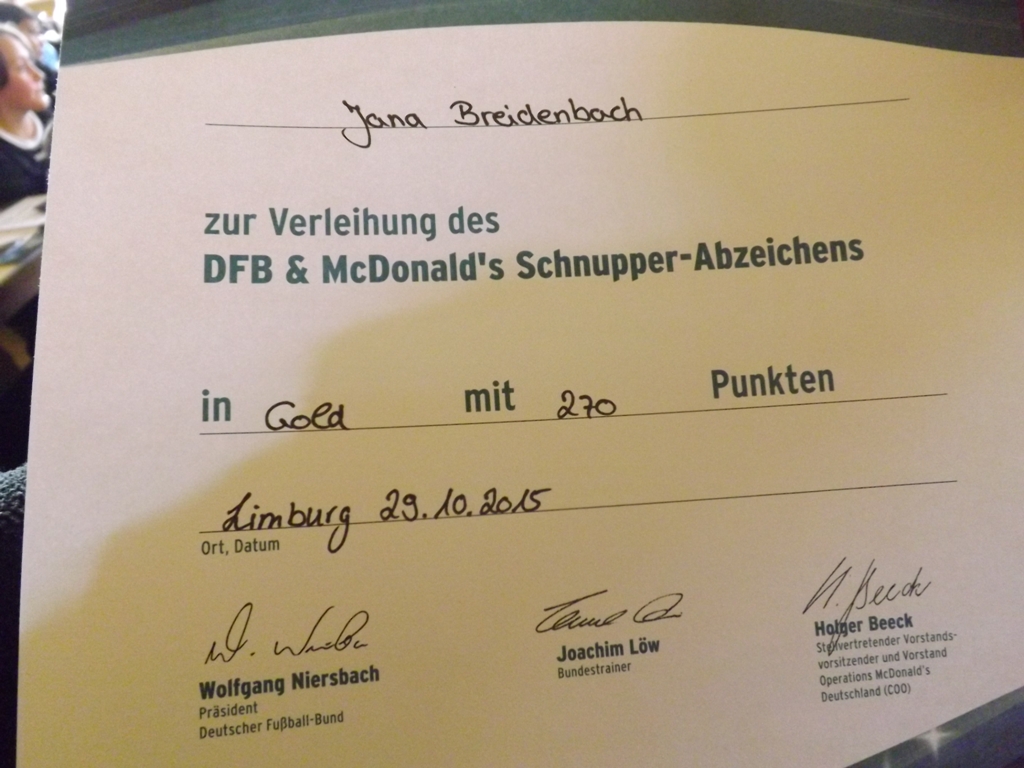 Jana Breidenbach
zur Verleihung des
DFB & McDonald's Schnupper-Abzeichens
in Gold mit 270 Punkten
Limburg 29.10.2015
Ort, Datum
W. Niersbach
H. Beeck
Wolfgang Niersbach
Präsident
Deutscher Fußball-Bund
Joachim Löw
Bundestrainer
Holger Beeck
Stellvertretender Vorstands-
vorsitzender und Vorstand
Operations McDonald's
Deutschland (COO)